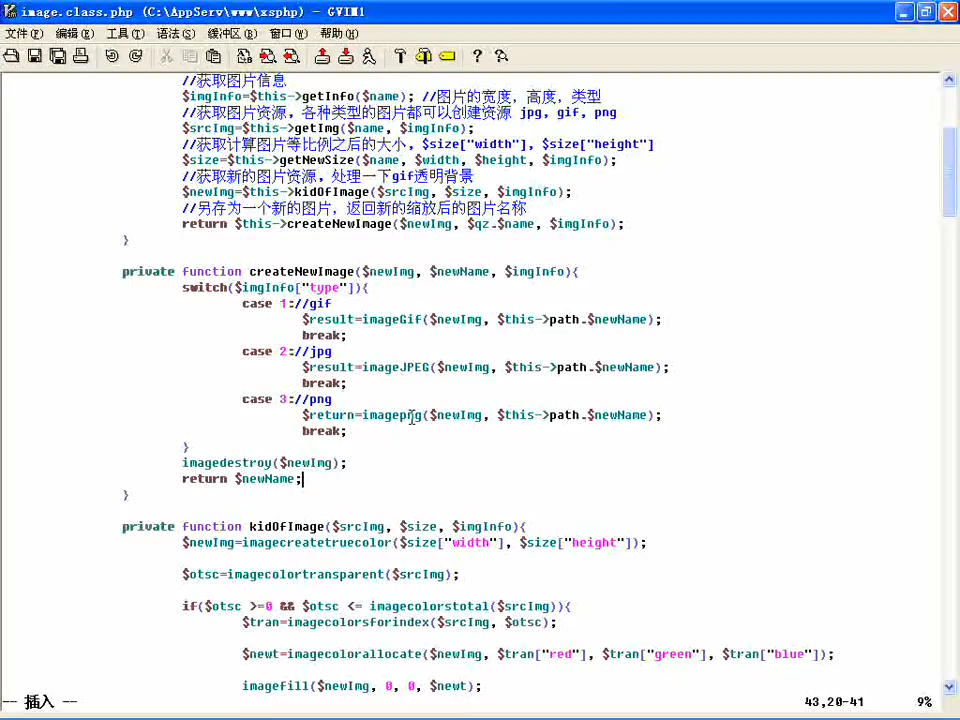 image.class.php (C:\AppServ\www\xsphp) - GVIM1
文件(F) 编辑(E) 工具(T) 语法(S) 缓冲区(B) 窗口(W) 帮助(H)
//获取图片信息
$imgInfo=$this->getInfo($name); //图片的宽度，高度，类型
//获取图片资源，各种类型的图片都可以创建资源 jpg, gif, png
$srcImg=$this->getImg($name, $imgInfo);
//获取计算图片等比例之后的大小，$size["width"], $size["height"]
$size=$this->getNewSize($name, $width, $height, $imgInfo);
//获取新的图片资源，处理一下gif透明背景
$newImg=$this->kidOfImage($srcImg, $size, $imgInfo);
//另存为一个新的图片，返回新的缩放后的图片名称
return $this->createNewImage($newImg, $qz.$name, $imgInfo);
}
private function createNewImage($newImg, $newName, $imgInfo){
switch($imgInfo["type"]){
case 1://gif
$result=imageGif($newImg, $this->path.$newName);
break;
case 2://jpg
$result=imageJPEG($newImg, $this->path.$newName);
break;
case 3://png
$return=imagepng($newImg, $this->path.$newName);
break;
}
imagedestroy($newImg);
return $newName;
}
private function kidOfImage($srcImg, $size, $imgInfo){
$newImg=imagecreatetruecolor($size["width"], $size["height"]);
$otsc=imagecolortransparent($srcImg);
if($otsc >=0 && $otsc <= imagecolorstotal($srcImg)){
$tran=imagecolorsforindex($srcImg, $otsc);
$newt=imagecolorallocate($newImg, $tran["red"], $tran["green"], $tran["blue"]);
imagefill($newImg, 0, 0, $newt);
-- 插入 -- 43,20-41 9%